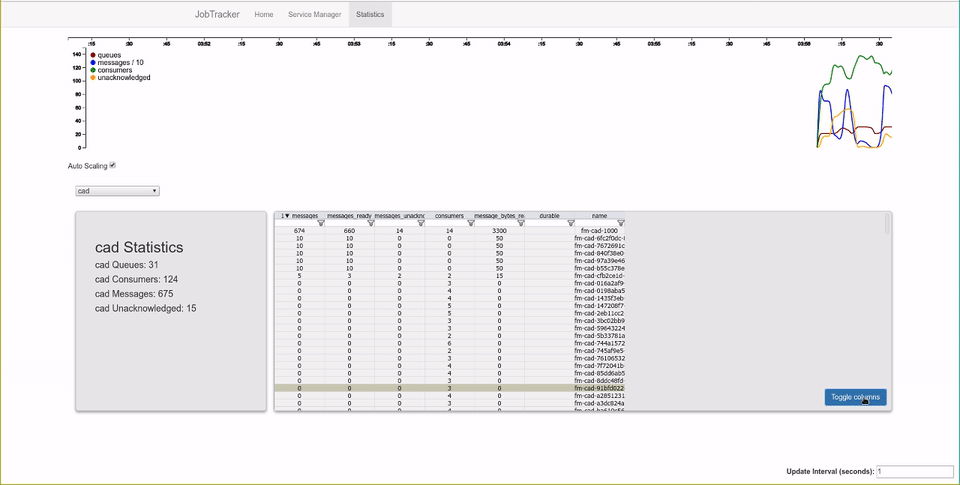 JobTracker Home Service Manager Statistics
:15 :30 :45 03:52 :15 :30 :45 03:53 :15 :30 :45 03:54 :15 :30 :45 :15 :30
140
120
100
80
60
40
20
0
queues
messages / 10
consumers
unacknowledged
Auto Scaling
cad
cad Statistics
cad Queues: 31
cad Consumers: 124
cad Messages: 675
cad Unacknowledged: 15
1▼ messages messages_ready messages_unackno consumers message_bytes_re durable name
674 660 14 14 3300 fm-cad-1000
10 10 0 0 50 fm-cad-6fc2f0dc-
10 10 0 0 50 fm-cad-7672691c
10 10 0 0 50 fm-cad-840f38e0
10 10 0 0 50 fm-cad-97a39e46
10 10 0 0 50 fm-cad-b55c378e
5 3 2 2 15 fm-cad-cfb2ce1d-
0 0 0 3 0 fm-cad-016a2af9
0 0 0 4 0 fm-cad-0198aba5
0 0 0 4 0 fm-cad-1435f3eb
0 0 0 5 0 fm-cad-147208f7
0 0 0 5 0 fm-cad-2eb11cc2
0 0 0 3 0 fm-cad-3bc02bb9
0 0 0 3 0 fm-cad-59643224
0 0 0 2 0 fm-cad-5b33781a
0 0 0 6 0 fm-cad-744a1572
0 0 0 2 0 fm-cad-745af9e5
0 0 0 3 0 fm-cad-76106532
0 0 0 4 0 fm-cad-7f72041b
0 0 0 4 0 fm-cad-85dd6ab5
0 0 0 3 0 fm-cad-8ddc48fd
0 0 0 3 0 fm-cad-91bfd022
0 0 0 4 0 fm-cad-a2851231
0 0 0 3 0 fm-cad-a3dc824a
Toggle columns
Update Interval (seconds): 1